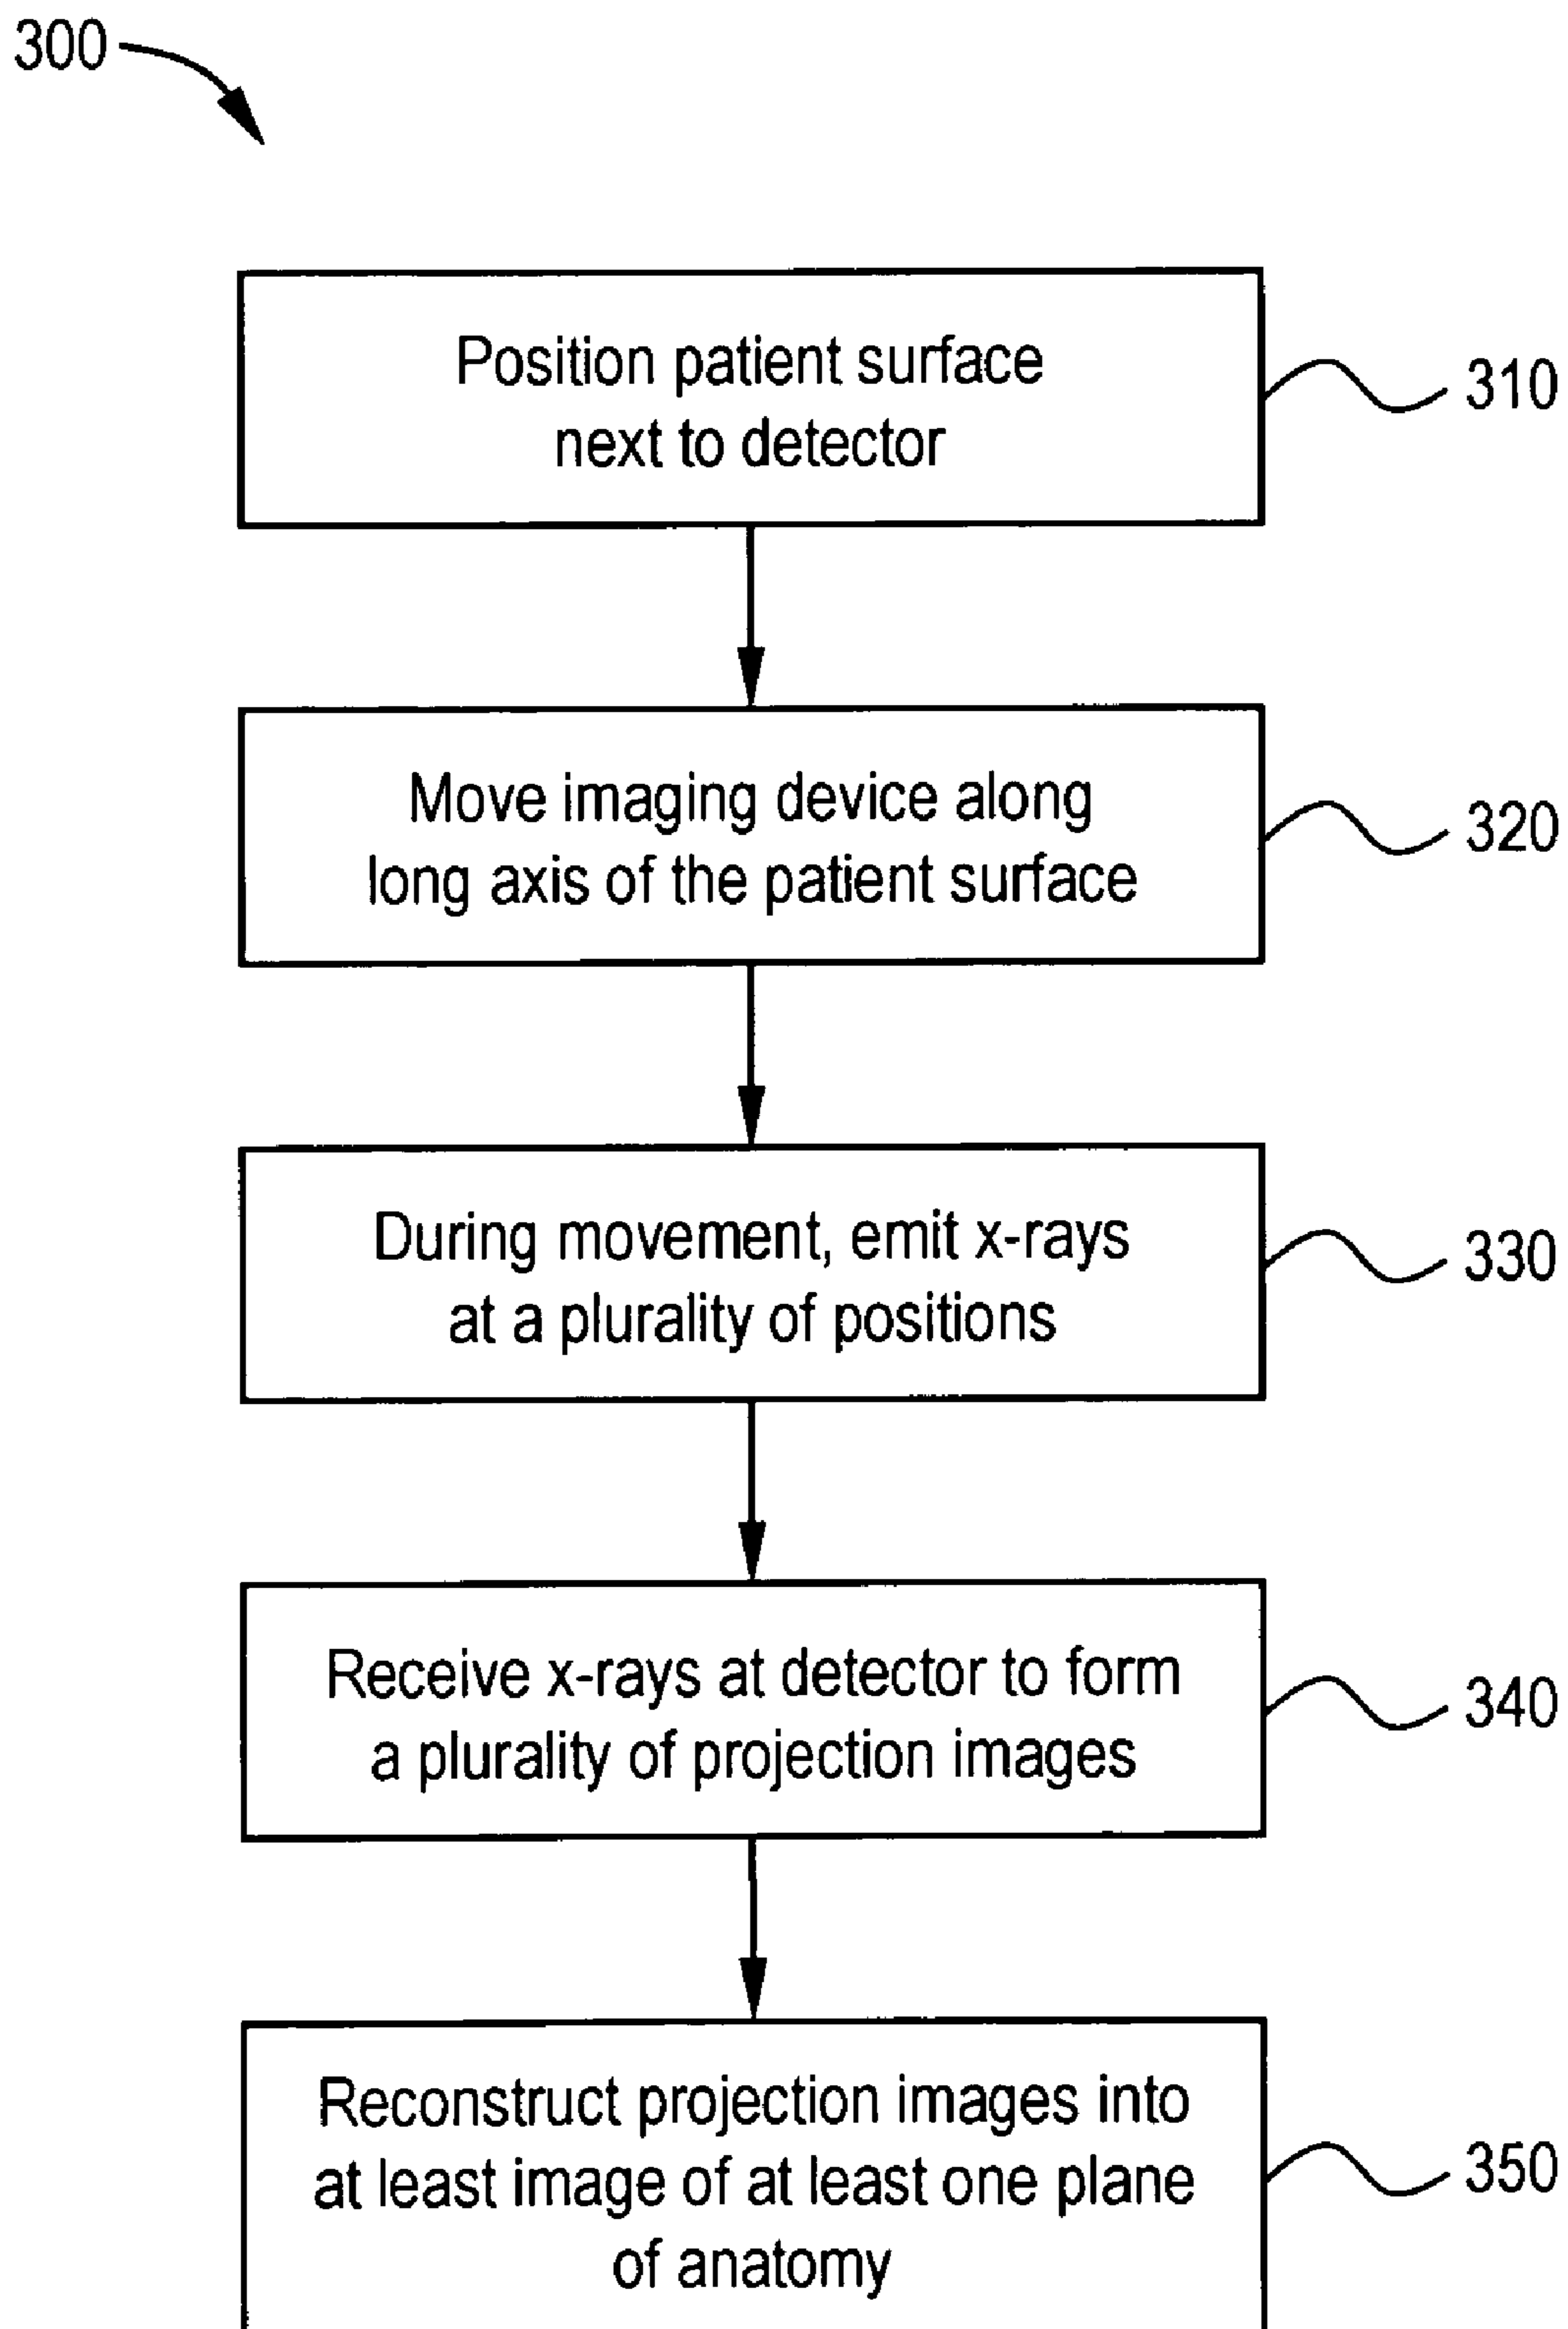 300
Position patient surface
next to detector
310
Move imaging device along
long axis of the patient surface
320
During movement, emit x-rays
at a plurality of positions
330
Receive x-rays at detector to form
a plurality of projection images
340
Reconstruct projection images into
at least image of at least one plane
of anatomy
350